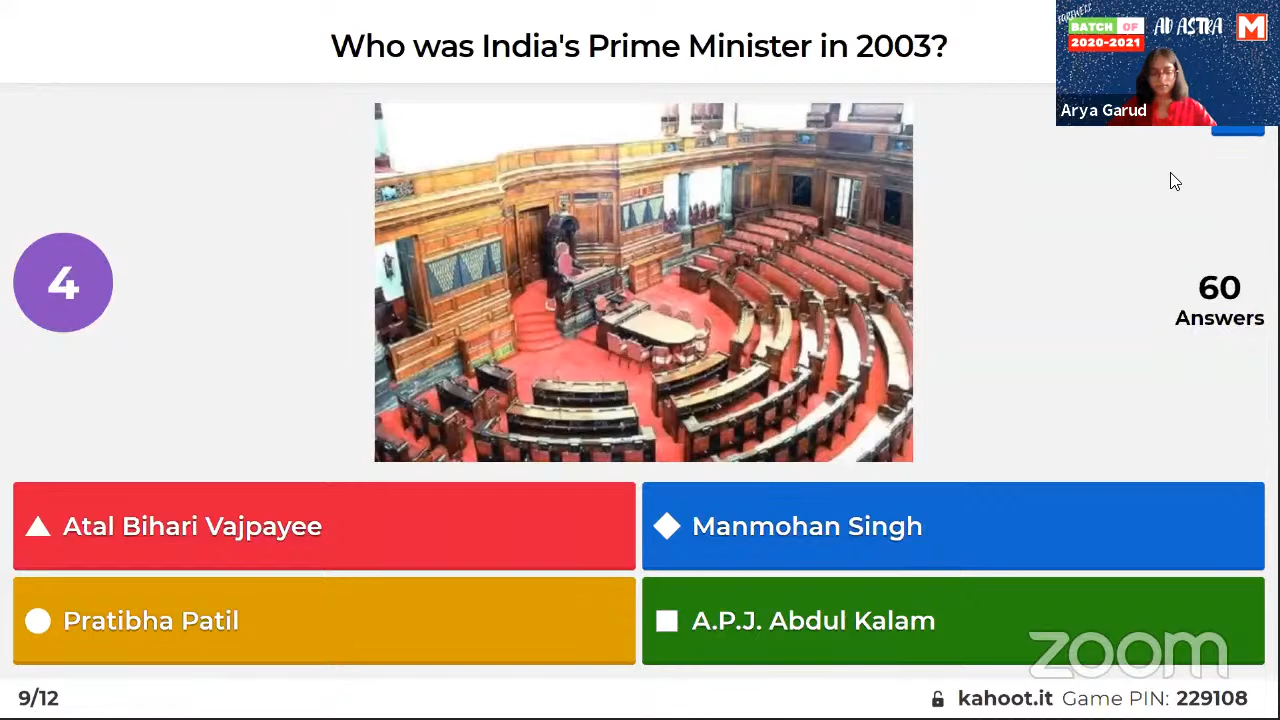 Who was India's Prime Minister in 2003?
FAREWELL
BATCH OF
2020-2021
AD ASTRA
M
Arya Garud
4
60
Answers
Atal Bihari Vajpayee
Manmohan Singh
Pratibha Patil
A.P.J. Abdul Kalam
zoom
9/12
kahoot.it Game PIN: 229108